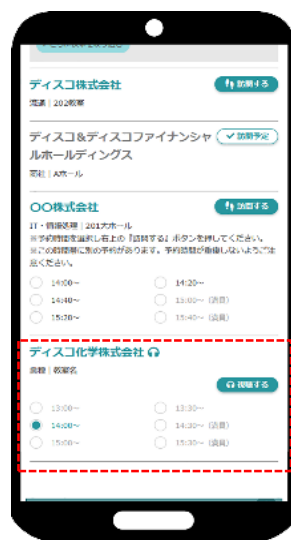 ディスコ株式会社
訪問する
流通｜202教室
ディスコ&ディスコファイナンシャ
訪問予定
ルホールディングス
商社｜Aホール
〇〇株式会社
訪問する
IT・情報処理｜201大ホール
※予約時間を選択し右上の『訪問する』ボタンを押してください。
※この時間帯に別の予約があります。予約時間が重複しないようご注
意ください。
14:00～ 14:20～
14:40～ 15:00～ (満員)
15:20～ 15:40～ (満員)
ディスコ化学株式会社
教室名
視聴する
13:00～ 13:30～
14:00～ 14:30～ (満員)
15:00～ 15:30～ (満員)